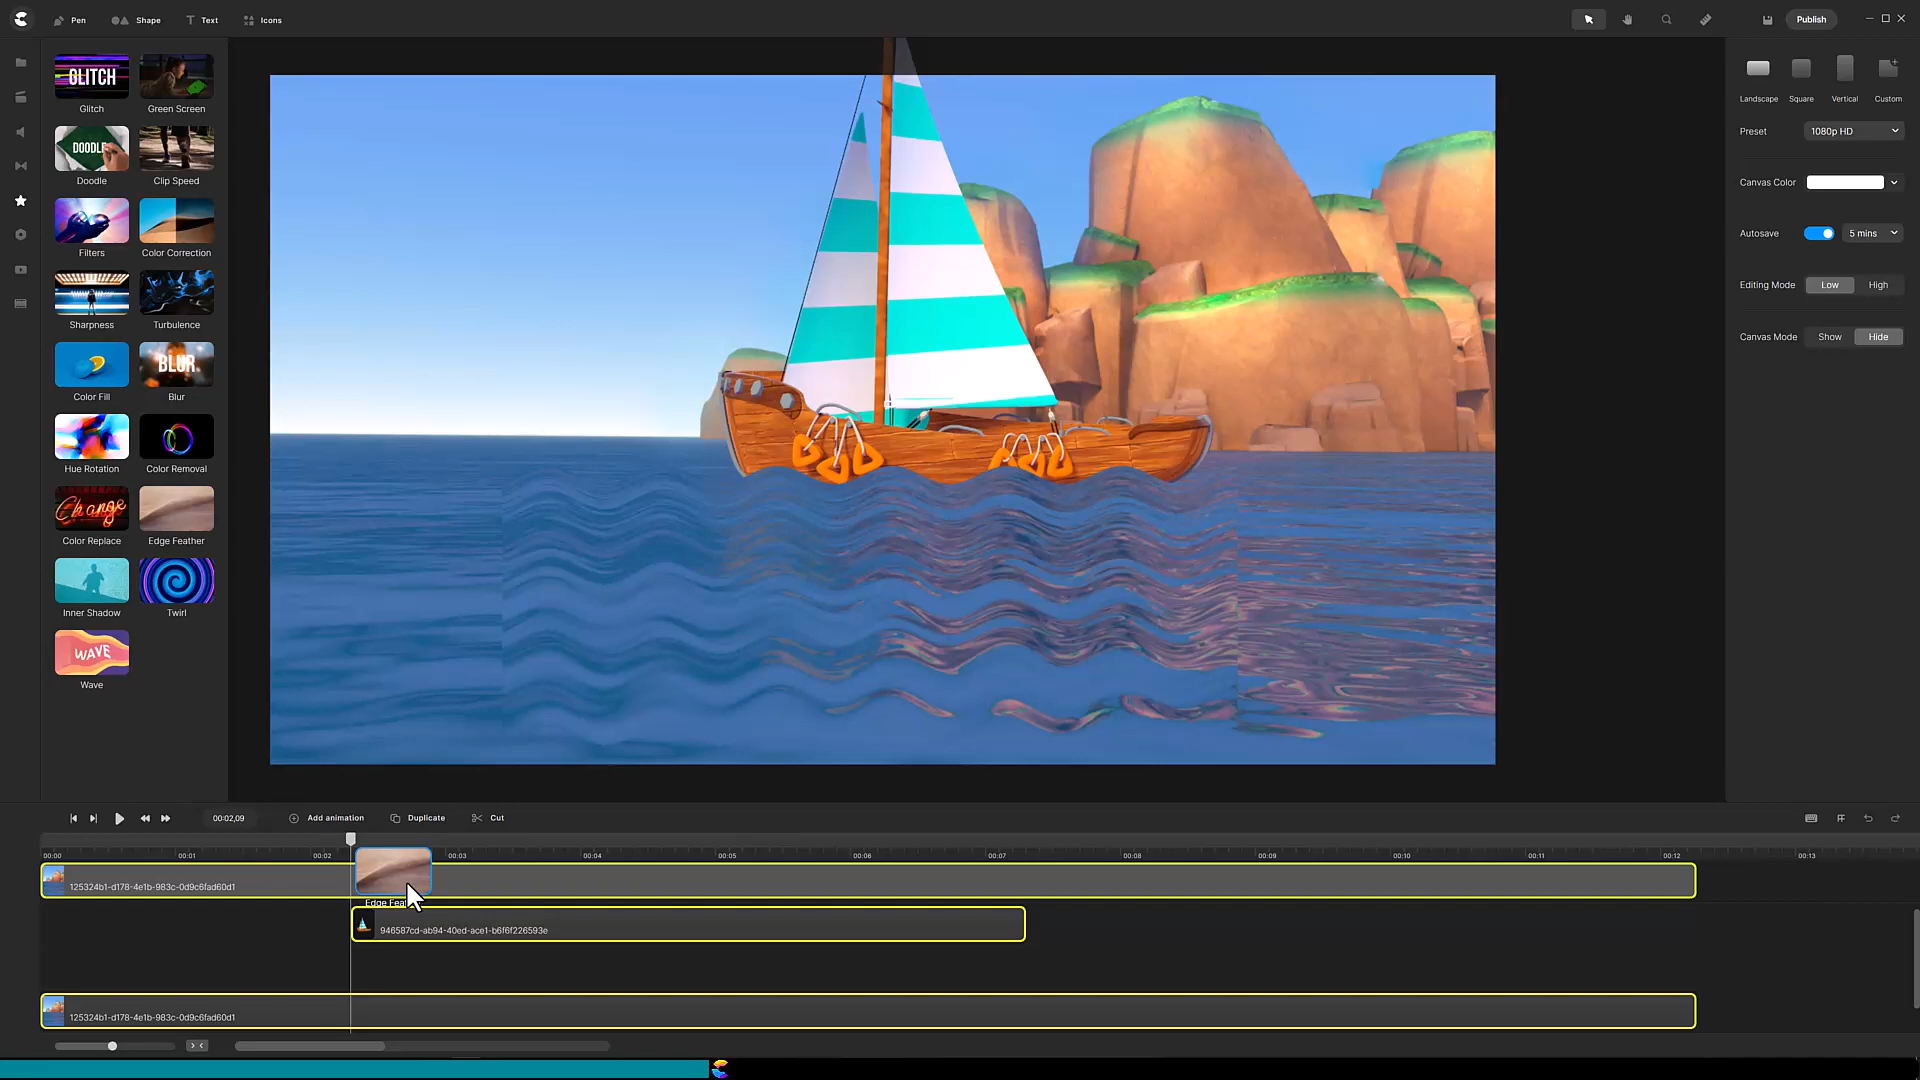 Pen
Shape
Text
Icons
Publish
GLITCH
Glitch
Green Screen
DOODLE
Doodle
Clip Speed
Filters
Color Correction
Sharpness
Turbulence
Color Fill
BLUR
Blur
Hue Rotation
Color Removal
Change
Color Replace
Edge Feather
Inner Shadow
Twirl
WAVE
Wave
Landscape
Square
Vertical
Custom
Preset
1080p HD
Canvas Color
Autosave
5 mins
Editing Mode
Low
High
Canvas Mode
Show
Hide
00:02,09
Add animation
Duplicate
Cut
00:00
00:01
00:02
00:03
00:04
00:05
00:06
00:07
00:08
00:09
00:10
00:11
00:12
00:13
125324b1-d178-4e1b-983c-0d9c6fad60d1
Edge
946587cd-ab94-40ed-ace1-b6f6f226593e
125324b1-d178-4e1b-983c-0d9c6fad60d1